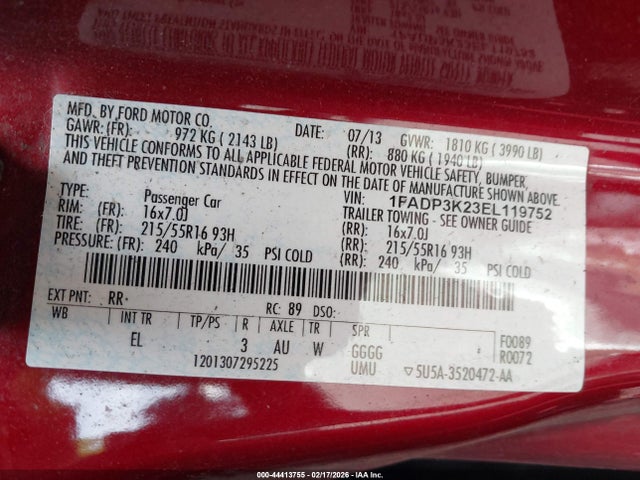 MFD. BY FORD MOTOR CO. DATE: 07/13 GVWR: 1810 KG ( 3990 LB)
GAWR: (FR): 972 KG ( 2143 LB) (RR): 880 KG ( 1940 LB)
THIS VEHICLE CONFORMS TO ALL APPLICABLE FEDERAL MOTOR VEHICLE SAFETY, BUMPER,
AND THEFT PREVENTION STANDARDS IN EFFECT ON THE DATE OF MANUFACTURE SHOWN ABOVE.
TYPE: Passenger Car VIN: 1FADP3K23EL119752
RIM: (FR): 16x7.0J TRAILER TOWING - SEE OWNER GUIDE
(RR): 16x7.0J
TIRE: (FR): 215/55R16 93H (RR): 215/55R16 93H
PRESSURE: (FR): 240 kPa/ 35 PSI COLD (RR): 240 kPa/ 35 PSI COLD
EXT PNT: RR RC: 89 DSO:
WB INT TR TP/PS R AXLE TR SPR
EL 3 AU W GGGG
UMU
F0089
R0072
1201307295225
5U5A-3520472-AA
000-44413755 - 02/17/2026 - IAAI.COM